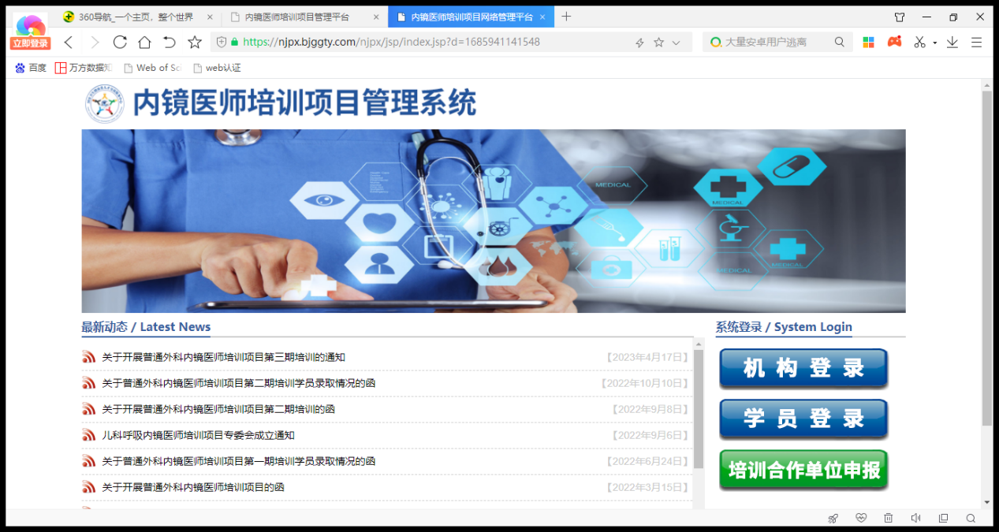 360导航_一个主页，整个世界
内镜医师培训项目管理平台
内镜医师培训项目网络管理平台
立即登录
https://njpx.bjggty.com/njpx/jsp/index.jsp?d=1685941141548
大量安卓用户逃离
百度
万方数据知
Web of Sci
web认证
内镜医师培训项目管理系统
MEDICAL
MEDICAL
MEDICAL
MEDICAL
最新动态 / Latest News
系统登录 / System Login
关于开展普通外科内镜医师培训项目第三期培训的通知
【2023年4月17日】
关于普通外科内镜医师培训项目第二期培训学员录取情况的函
【2022年10月10日】
关于开展普通外科内镜医师培训项目第二期培训的函
【2022年9月8日】
儿科呼吸内镜医师培训项目专委会成立通知
【2022年9月6日】
关于普通外科内镜医师培训项目第一期培训学员录取情况的函
【2022年6月24日】
关于开展普通外科内镜医师培训项目的函
【2022年3月15日】
机构登录
学员登录
培训合作单位申报